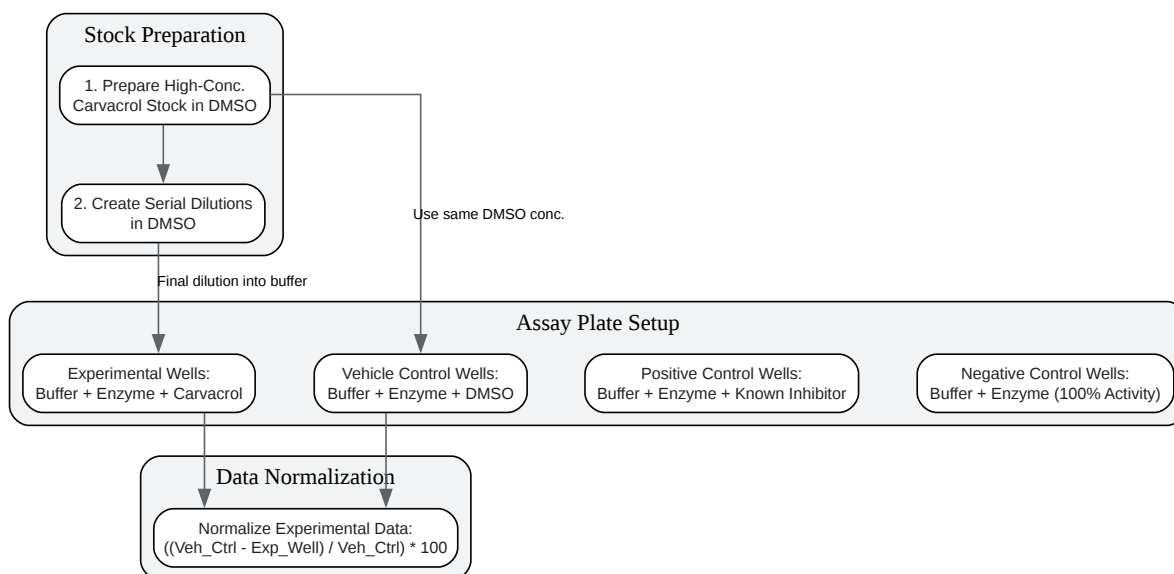 Stock Preparation
1. Prepare High-Conc.
Carvacrol Stock in DMSO
2. Create Serial Dilutions
in DMSO
Use same DMSO conc.
Final dilution into buffer
Assay Plate Setup
Experimental Wells:
Buffer + Enzyme + Carvacrol
Vehicle Control Wells:
Buffer + Enzyme + DMSO
Positive Control Wells:
Buffer + Enzyme + Known Inhibitor
Negative Control Wells:
Buffer + Enzyme (100% Activity)
Data Normalization
Normalize Experimental Data:
((Veh_Ctrl - Exp_Well) / Veh_Ctrl) * 100